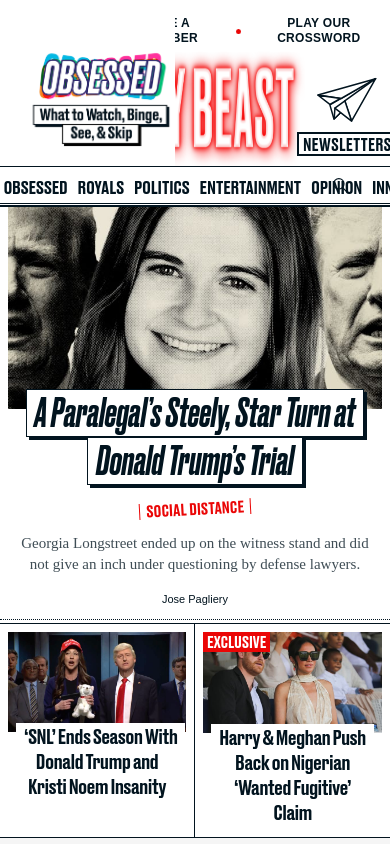 E A
BER
PLAY OUR
CROSSWORD
OBSESSED
What to Watch, Binge,
See, & Skip
Y BEAST
NEWSLETTERS
OBSESSED ROYALS POLITICS ENTERTAINMENT OPINION INN
A Paralegal's Steely, Star Turn at
Donald Trump's Trial
SOCIAL DISTANCE
Georgia Longstreet ended up on the witness stand and did
not give an inch under questioning by defense lawyers.
Jose Pagliery
‘SNL’ Ends Season With
Donald Trump and
Kristi Noem Insanity
EXCLUSIVE
Harry & Meghan Push
Back on Nigerian
‘Wanted Fugitive’
Claim